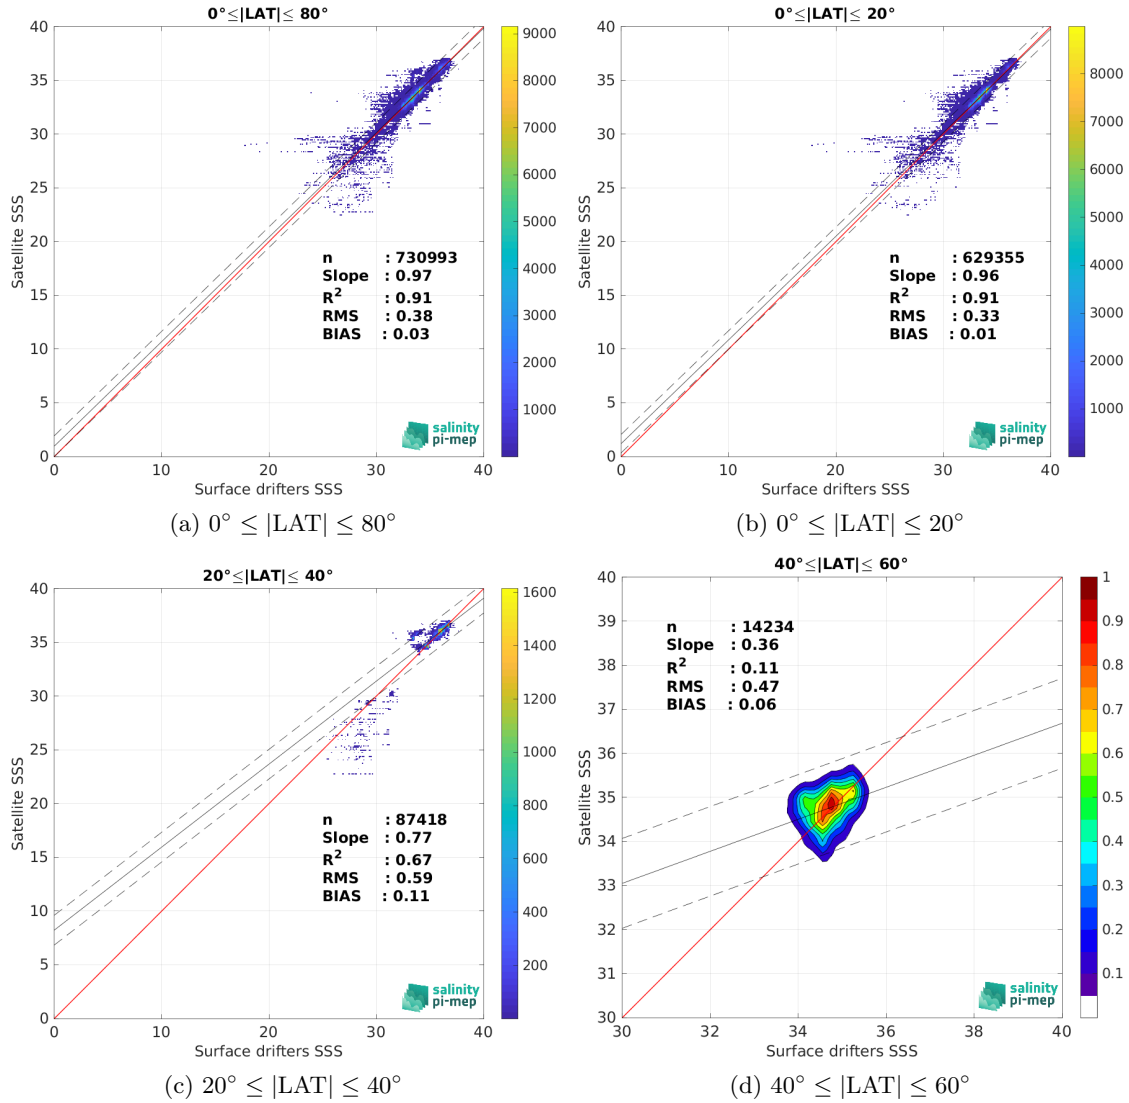 0°≤|LAT|≤ 80°
Satellite SSS
40
35
30
25
20
15
10
5
0
0
10
20
30
40
Surface drifters SSS
n : 730993
Slope : 0.97
R² : 0.91
RMS : 0.38
BIAS : 0.03
salinity
pi-mep
9000
8000
7000
6000
5000
4000
3000
2000
1000
(a) 0° ≤ |LAT| ≤ 80°
0°≤|LAT|≤ 20°
Satellite SSS
40
35
30
25
20
15
10
5
0
0
10
20
30
40
Surface drifters SSS
n : 629355
Slope : 0.96
R² : 0.91
RMS : 0.33
BIAS : 0.01
salinity
pi-mep
8000
7000
6000
5000
4000
3000
2000
1000
(b) 0° ≤ |LAT| ≤ 20°
20°≤|LAT|≤ 40°
Satellite SSS
40
35
30
25
20
15
10
5
0
0
10
20
30
40
Surface drifters SSS
n : 87418
Slope : 0.77
R² : 0.67
RMS : 0.59
BIAS : 0.11
salinity
pi-mep
1600
1400
1200
1000
800
600
400
200
(c) 20° ≤ |LAT| ≤ 40°
40°≤|LAT|≤ 60°
Satellite SSS
40
39
38
37
36
35
34
33
32
31
30
30
32
34
36
38
40
Surface drifters SSS
n : 14234
Slope : 0.36
R² : 0.11
RMS : 0.47
BIAS : 0.06
salinity
pi-mep
1
0.9
0.8
0.7
0.6
0.5
0.4
0.3
0.2
0.1
(d) 40° ≤ |LAT| ≤ 60°